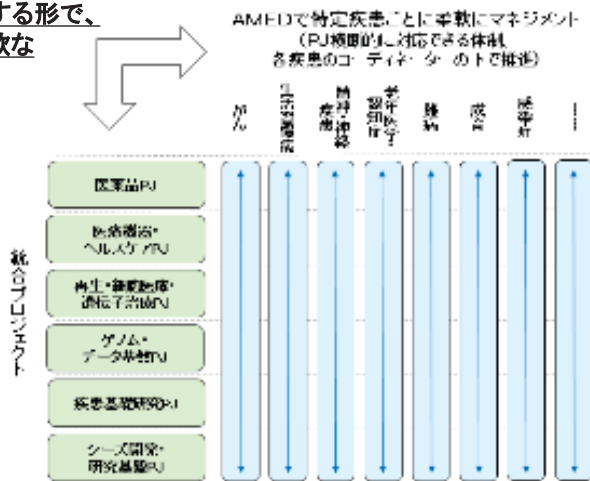 する形で、
軟な
AMEDで特定疾患ごとに柔軟にマネジメント
(PJ横断的に対応できる体制
各疾患のコーディネーターの下で推進)
がん
生活習慣病
精神・神経
疾患
老年医学・
認知症
難病
成育
感染症
統合プロジェクト
医薬品PJ
医療機器・
ヘルスケアPJ
再生・細胞医療・
遺伝子治療PJ
ゲノム・
データ基盤PJ
疾患基礎研究PJ
シーズ開発・
研究基盤PJ